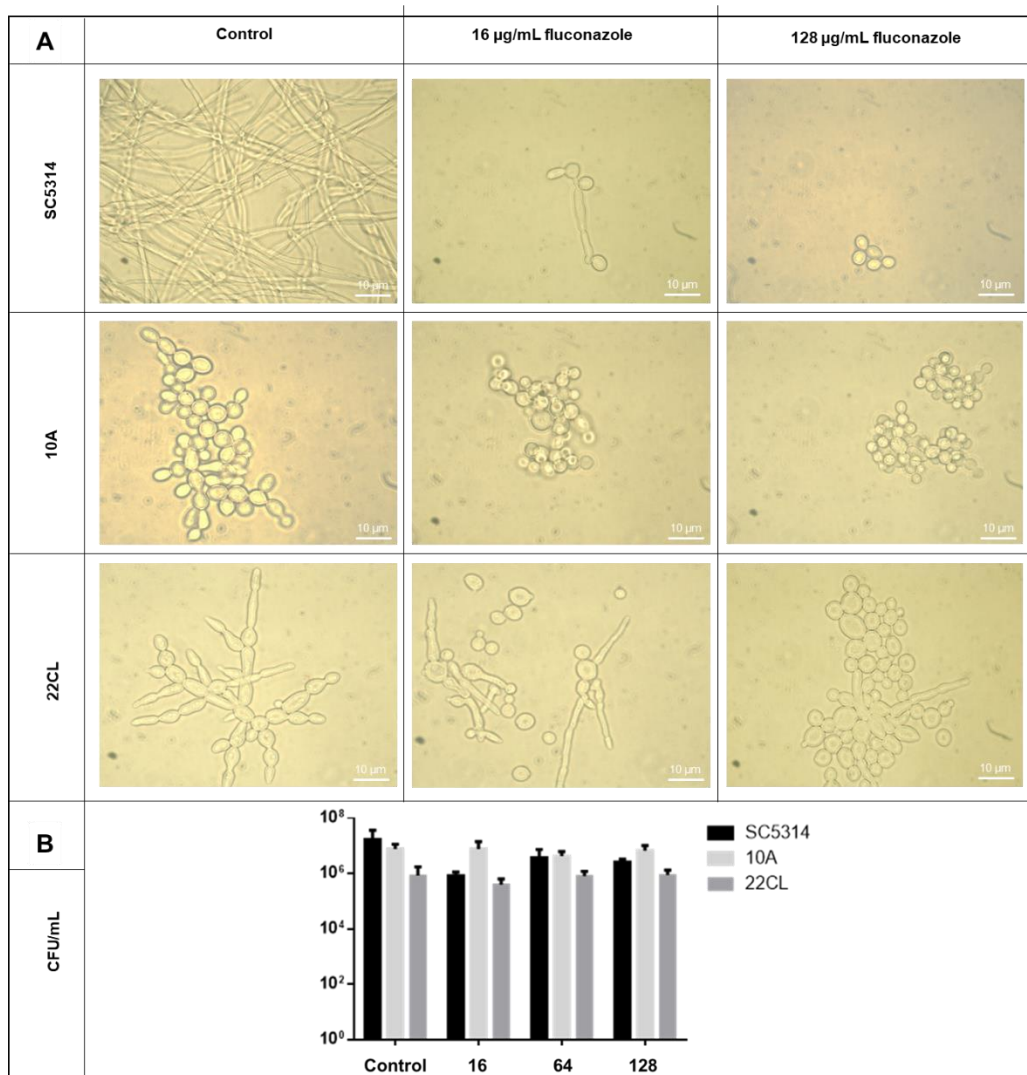 A
Control
16 µg/mL fluconazole
128 µg/mL fluconazole
SC5314
10 µm
10 µm
10 µm
10A
10 µm
10 µm
10 µm
22CL
10 µm
10 µm
10 µm
B
CFU/mL
10⁸
10⁶
10⁴
10²
10⁰
Control
16
64
128
SC5314
10A
22CL